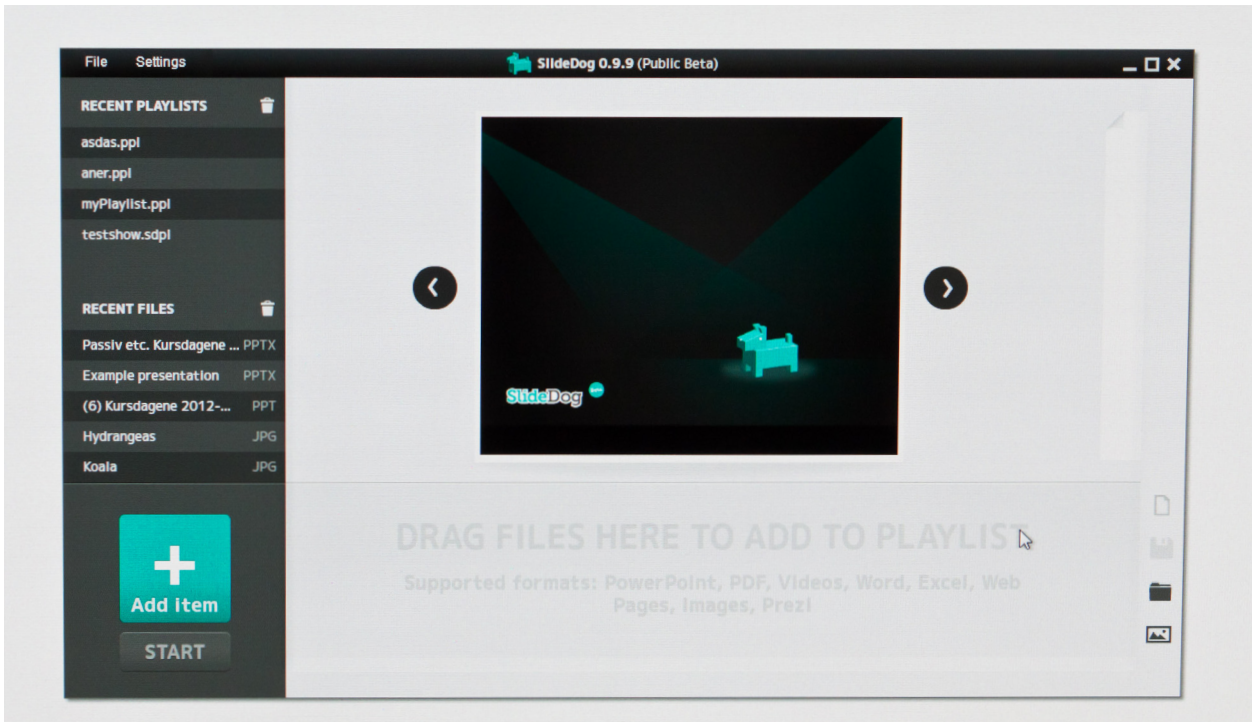 File Settings
SlideDog 0.9.9 (Public Beta)
RECENT PLAYLISTS
asdas.ppl
aner.ppl
myPlaylist.ppl
testshow.sdpl
RECENT FILES
Passiv etc. Kursdagene ... PPTX
Example presentation PPTX
(6) Kursdagene 2012-... PPT
Hydrangeas JPG
Koala JPG
Add item
START
SlideDog
DRAG FILES HERE TO ADD TO PLAYLIST
Supported formats: PowerPoint, PDF, Videos, Word, Excel, Web
Pages, Images, Prezi